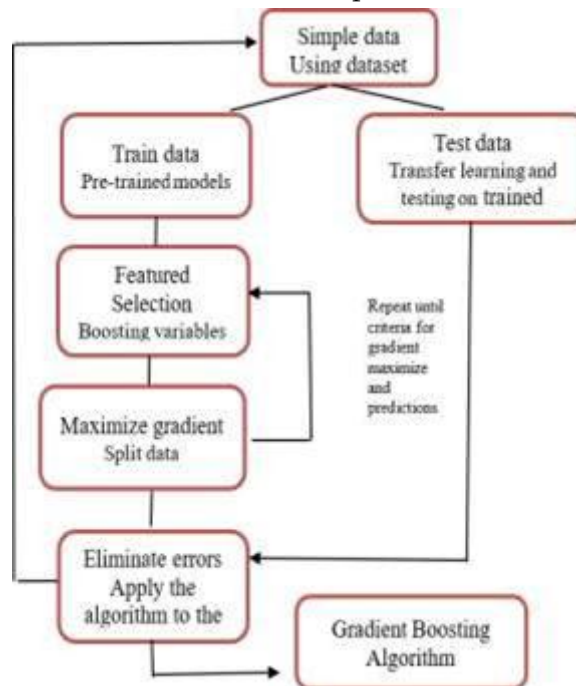 Simple data
Using dataset
Train data
Pre-trained models
Test data
Transfer learning and
testing on trained
Featured
Selection
Boosting variables
Repeat until
criteria for
gradient
maximize
and
predictions
Maximize gradient
Split data
Eliminate errors
Apply the
algorithm to the
Gradient Boosting
Algorithm